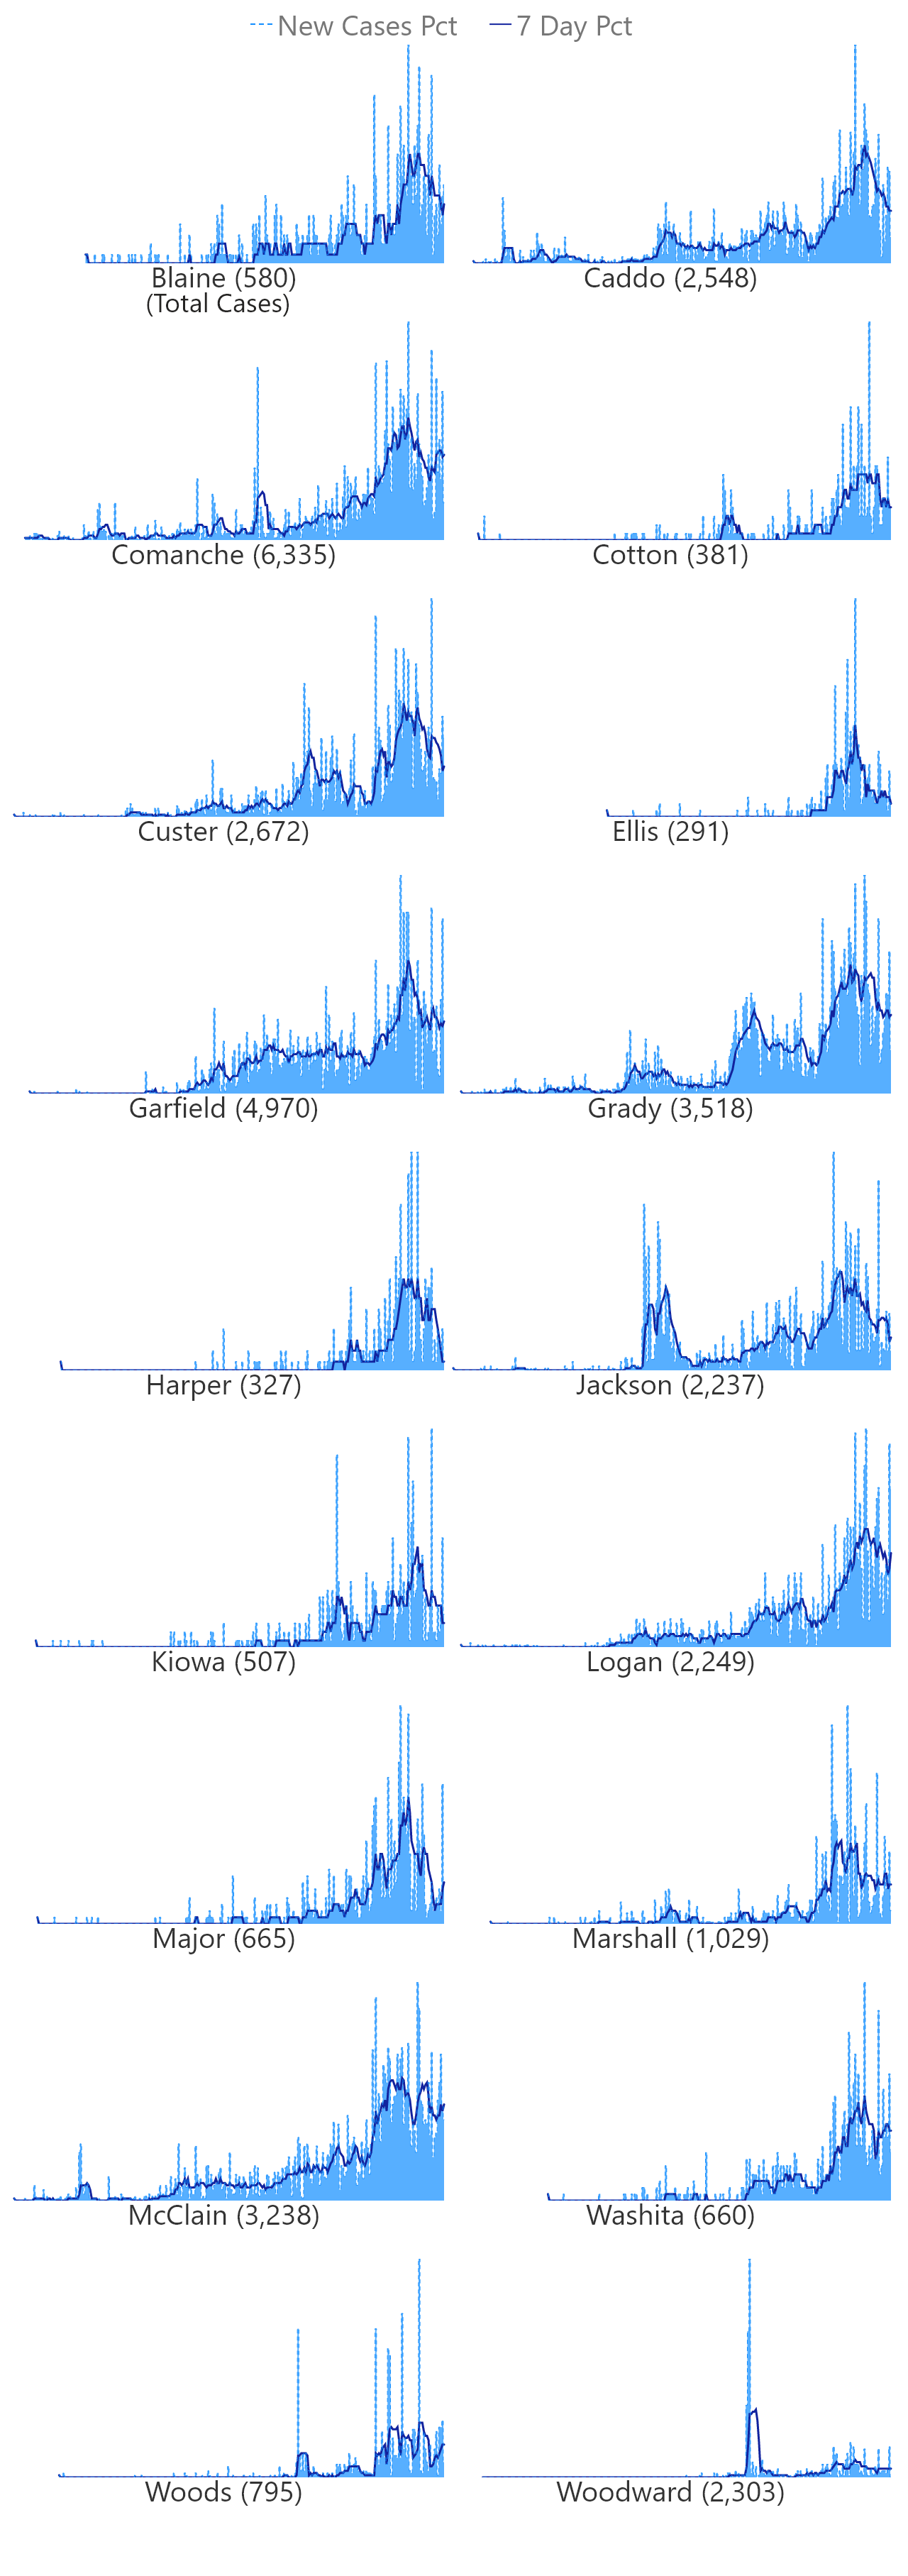 New Cases Pct 7 Day Pct
Blaine (580) Caddo (2,548)
(Total Cases)
Comanche (6,335) Cotton (381)
Custer (2,672) Ellis (291)
Garfield (4,970) Grady (3,518)
Harper (327) Jackson (2,237)
Kiowa (507) Logan (2,249)
Major (665) Marshall (1,029)
McClain (3,238) Washita (660)
Woods (795) Woodward (2,303)